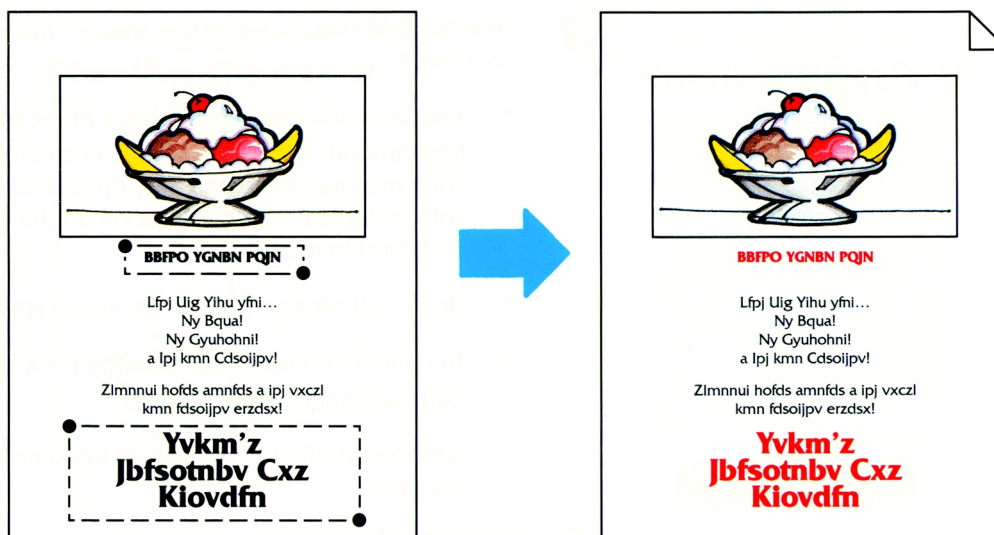 BBFPO YGNBN PQJN
Lfpj Uig Yihu yfni…
Ny Bqua!
Ny Gyuhohni!
a Ipj kmn Cdsoijpv!
Zlmnnui hofds amnfds a ipj vxczl
kmn fdsoijpv erzdsx!
Yvkm’z
Jbfsotnbv Cxz
Kiovdfn
BBFPO YGNBN PQJN
Lfpj Uig Yihu yfni…
Ny Bqua!
Ny Gyuhohni!
a Ipj kmn Cdsoijpv!
Zlmnnui hofds amnfds a ipj vxczl
kmn fdsoijpv erzdsx!
Yvkm’z
Jbfsotnbv Cxz
Kiovdfn